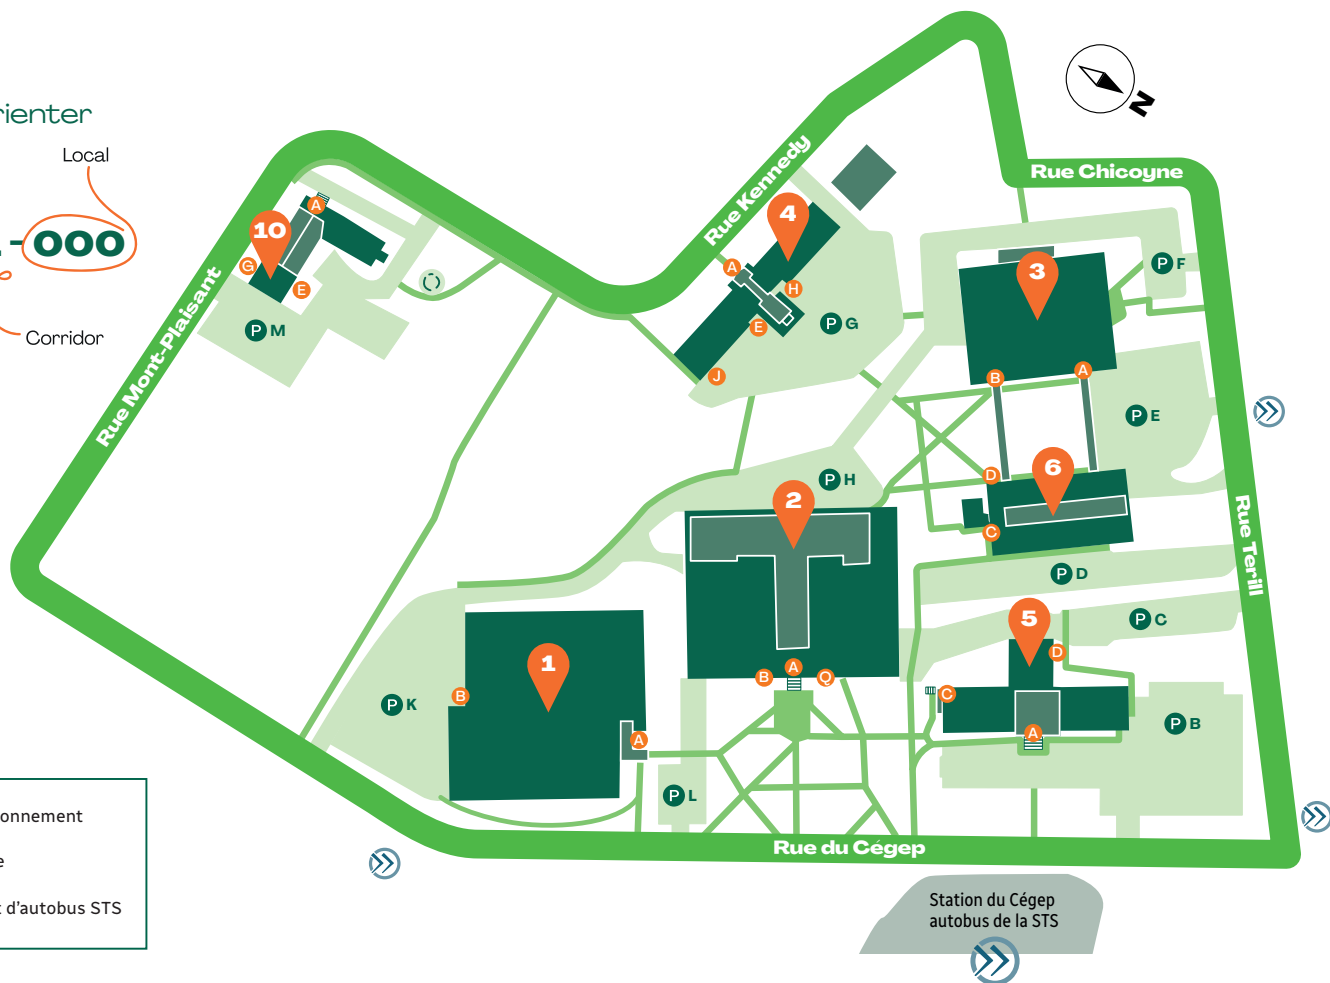 rienter
Local
-000
Corridor
Rue Mont-Plaisant
Rue Kennedy
Rue Chicoyne
Rue Terill
Rue du Cégep
N
10
A
G
E
P M
4
A
H
E
J
P G
3
B
A
P F
P E
6
D
C
P D
P H
2
B
A
Q
5
D
C
A
P C
P B
1
B
A
P K
P L
onnement
e
t d'autobus STS
Station du Cégep
autobus de la STS